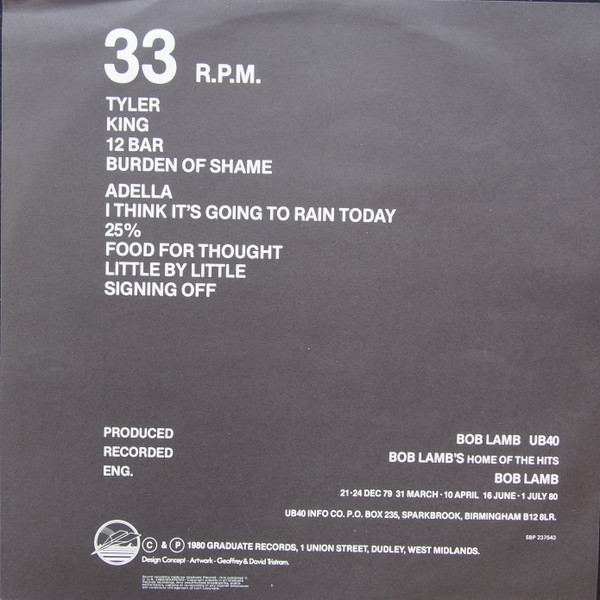 33 R.P.M.
TYLER
KING
12 BAR
BURDEN OF SHAME
ADELLA
I THINK IT'S GOING TO RAIN TODAY
25%
FOOD FOR THOUGHT
LITTLE BY LITTLE
SIGNING OFF
PRODUCED BOB LAMB UB40
RECORDED BOB LAMB'S HOME OF THE HITS
ENG. BOB LAMB
21·24 DEC 79 31 MARCH·10 APRIL 16 JUNE·1 JULY 80
UB40 INFO CO. P.O. BOX 235, SPARKBROOK, BIRMINGHAM B12 8LR.
SBP 237543
Ⓒ & Ⓟ 1980 GRADUATE RECORDS, 1 UNION STREET, DUDLEY, WEST MIDLANDS.
Design Concept · Artwork · Geoffrey & David Tristram.